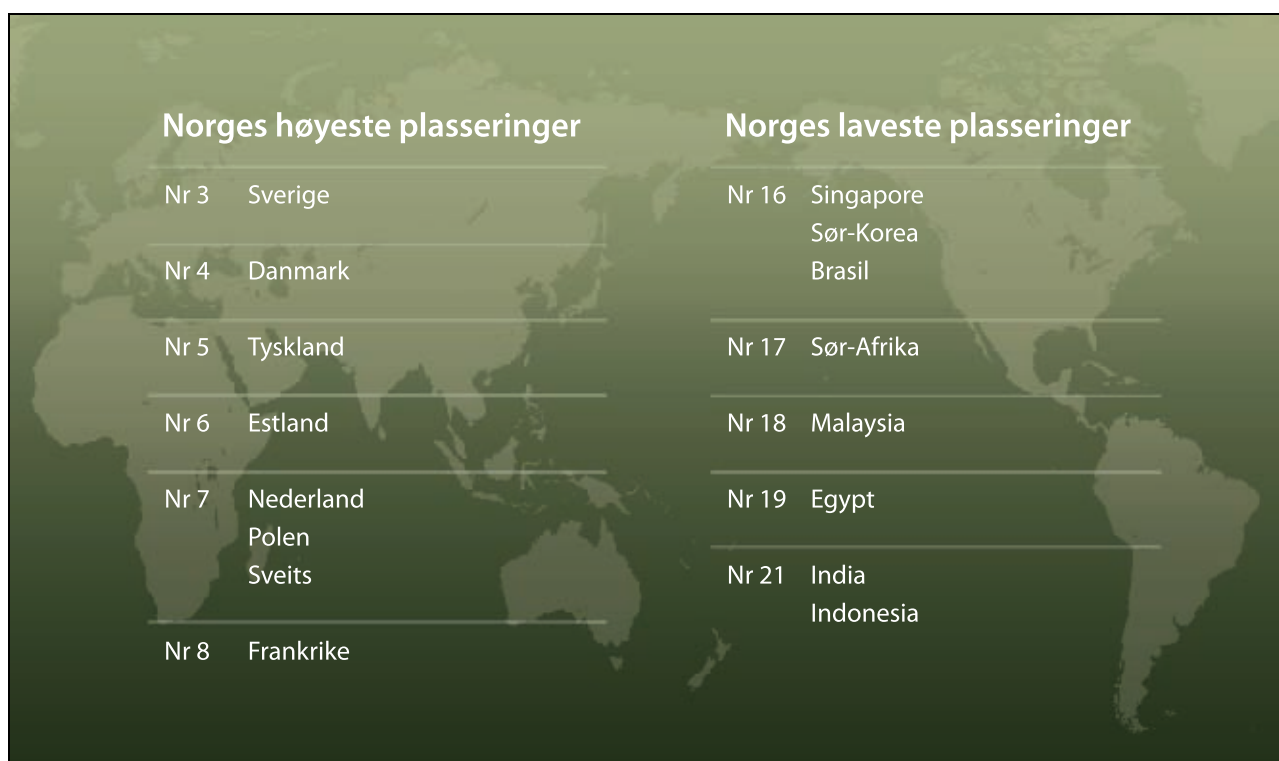 Norges høyeste plasseringer
Nr 3 Sverige
Nr 4 Danmark
Nr 5 Tyskland
Nr 6 Estland
Nr 7 Nederland
Polen
Sveits
Nr 8 Frankrike
Norges laveste plasseringer
Nr 16 Singapore
Sør-Korea
Brasil
Nr 17 Sør-Afrika
Nr 18 Malaysia
Nr 19 Egypt
Nr 21 India
Indonesia